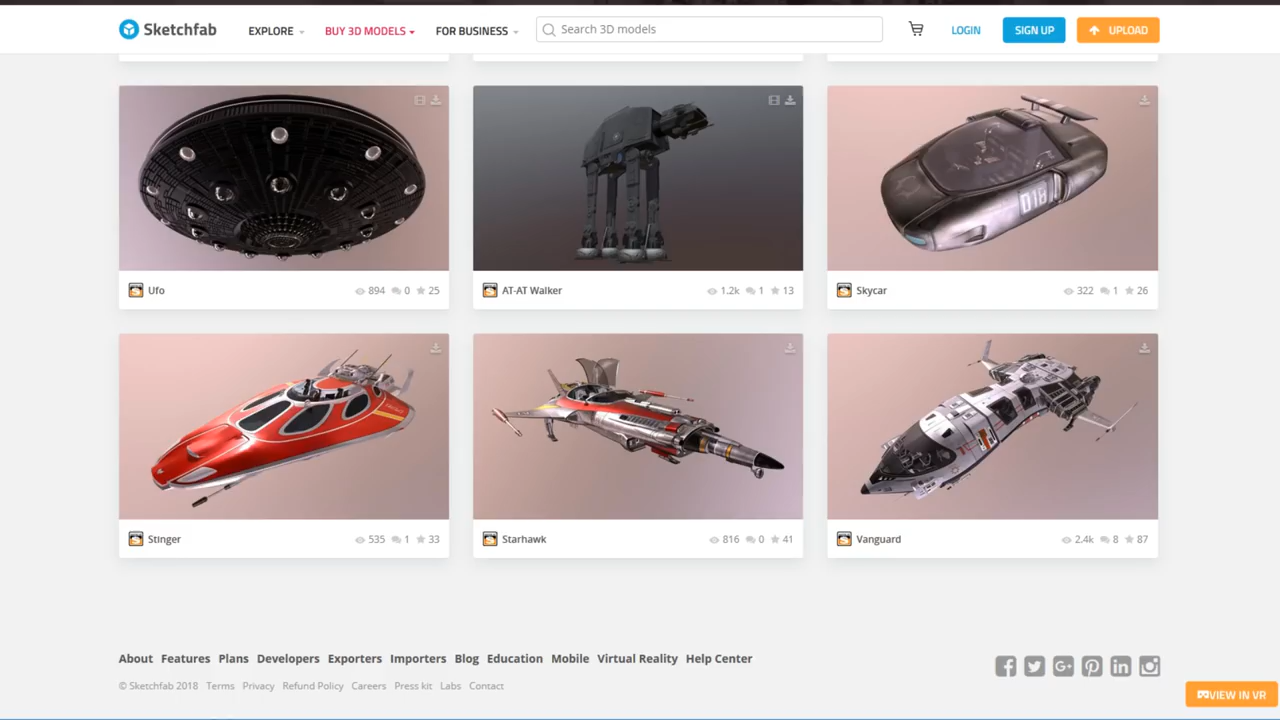 Sketchfab EXPLORE BUY 3D MODELS FOR BUSINESS Search 3D models LOGIN SIGN UP UPLOAD
Ufo 894 0 25
AT-AT Walker 1.2k 1 13
Skycar 322 1 26
018
Stinger 535 1 33
Starhawk 816 0 41
Vanguard 2.4k 8 87
About Features Plans Developers Exporters Importers Blog Education Mobile Virtual Reality Help Center
© Sketchfab 2018 Terms Privacy Refund Policy Careers Press kit Labs Contact
VIEW IN VR